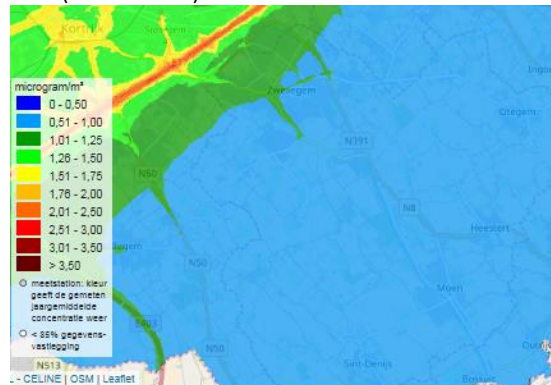 Kortrijk
microgram/m³
0 - 0,50
0,51 - 1,00
1,01 - 1,25
1,26 - 1,50
1,51 - 1,75
1,76 - 2,00
2,01 - 2,50
2,51 - 3,00
3,01 - 3,50
> 3,50
meetstation: kleur
geeft de gemeten
jaargemiddelde
concentratie weer
< 85% gegevens-
vastlegging
Zwevegem
Otegem
N391
N50
N8
Heestert
Moen
N50
E403
N50
Sint-Denijs
N513
CELINE | OSM | Leaflet